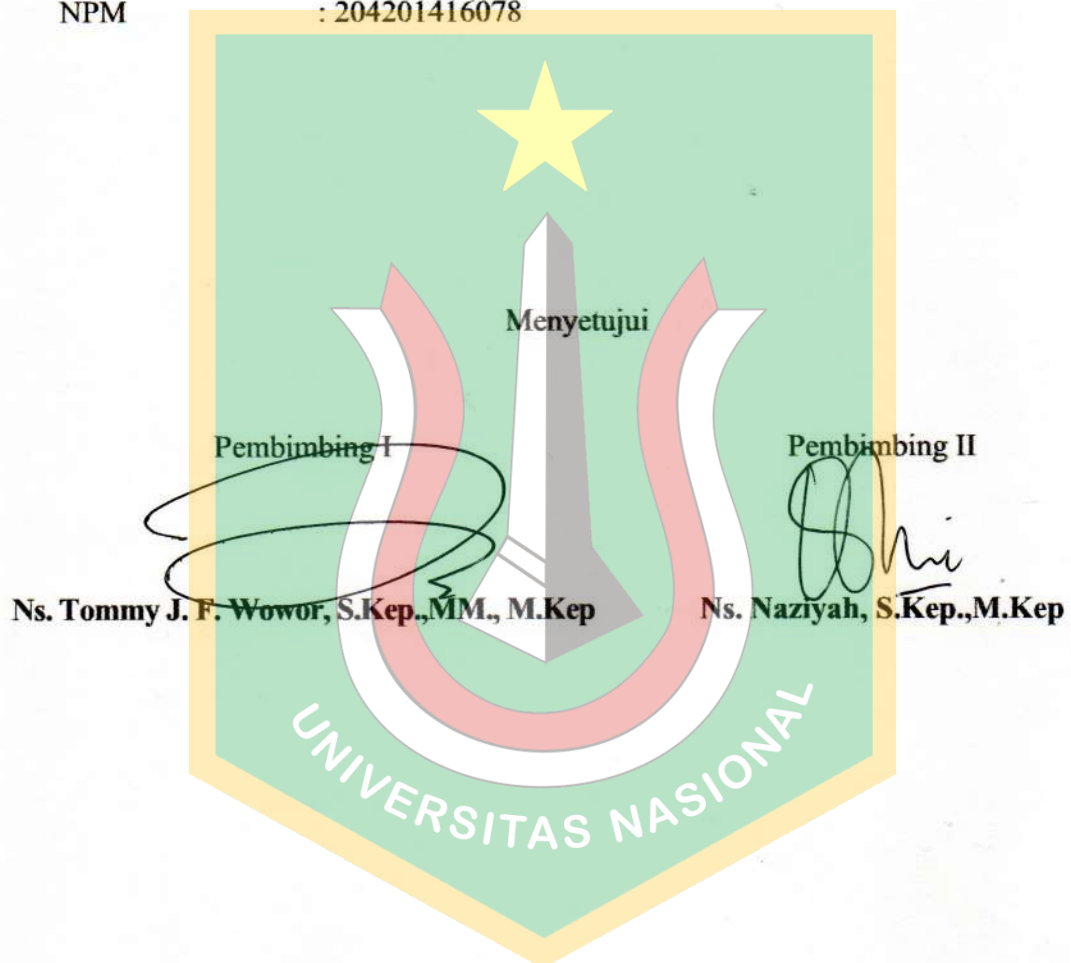 NPM : 204201416078
Menyetujui
Pembimbing I Pembimbing II
Ns. Tommy J. F. Wowor, S.Kep.,MM., M.Kep Ns. Naziyah, S.Kep.,M.Kep
UNIVERSITAS NASIONAL